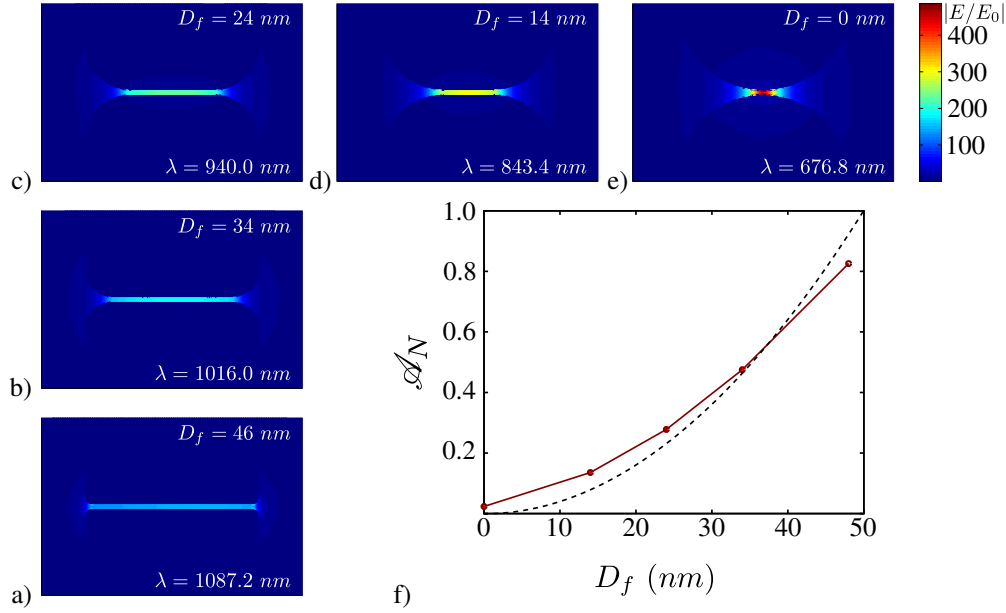 D_f = 24 nm
λ = 940.0 nm
c)
D_f = 14 nm
λ = 843.4 nm
d)
D_f = 0 nm
λ = 676.8 nm
e)
|E/E_0|
400
300
200
100
D_f = 34 nm
λ = 1016.0 nm
b)
D_f = 46 nm
λ = 1087.2 nm
a)
1.0
0.8
0.6
0.4
0.2
𝒜_N
0 10 20 30 40 50
D_f (nm)
f)